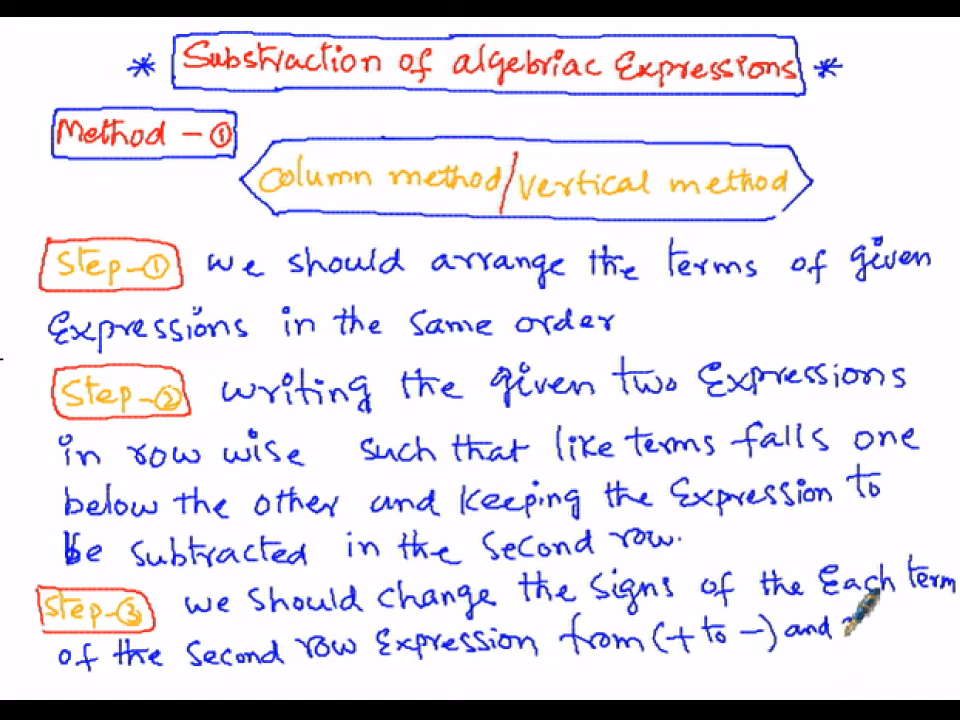 * Substraction of algebriac Expressions *
Method - ①
column method/vertical method
Step-① we should arrange the terms of given
Expressions in the same order
Step-② writing the given two Expressions
in row wise such that like terms falls one
below the other and keeping the Expression to
be subtracted in the second row.
Step-③ we should change the signs of the Each term
of the second row Expression from (+ to -) and